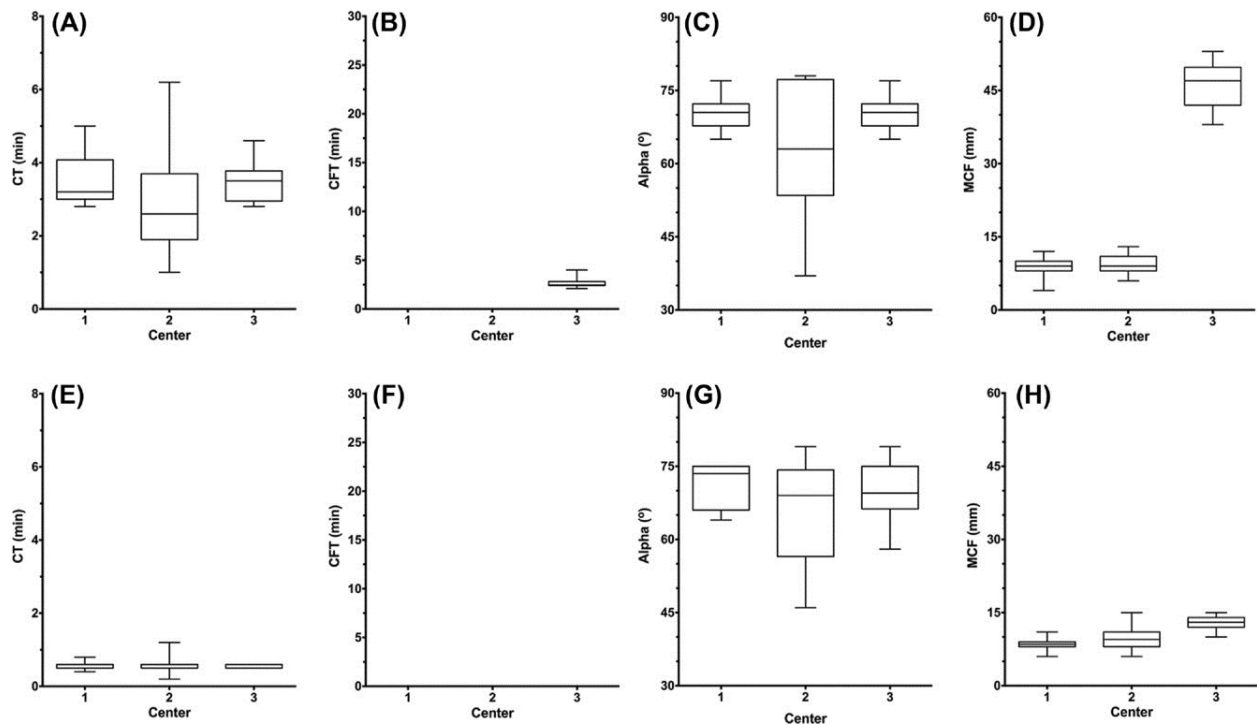 (A)
8
6
4
2
0
CT (min)
1 2 3
Center
(B)
30
25
20
15
10
5
0
CFT (min)
1 2 3
Center
(C)
90
75
60
45
30
Alpha (º)
1 2 3
Center
(D)
60
45
30
15
0
MCF (mm)
1 2 3
Center
(E)
8
6
4
2
0
CT (min)
1 2 3
Center
(F)
30
25
20
15
10
5
0
CFT (min)
1 2 3
Center
(G)
90
75
60
45
30
Alpha (º)
1 2 3
Center
(H)
60
45
30
15
0
MCF (mm)
1 2 3
Center